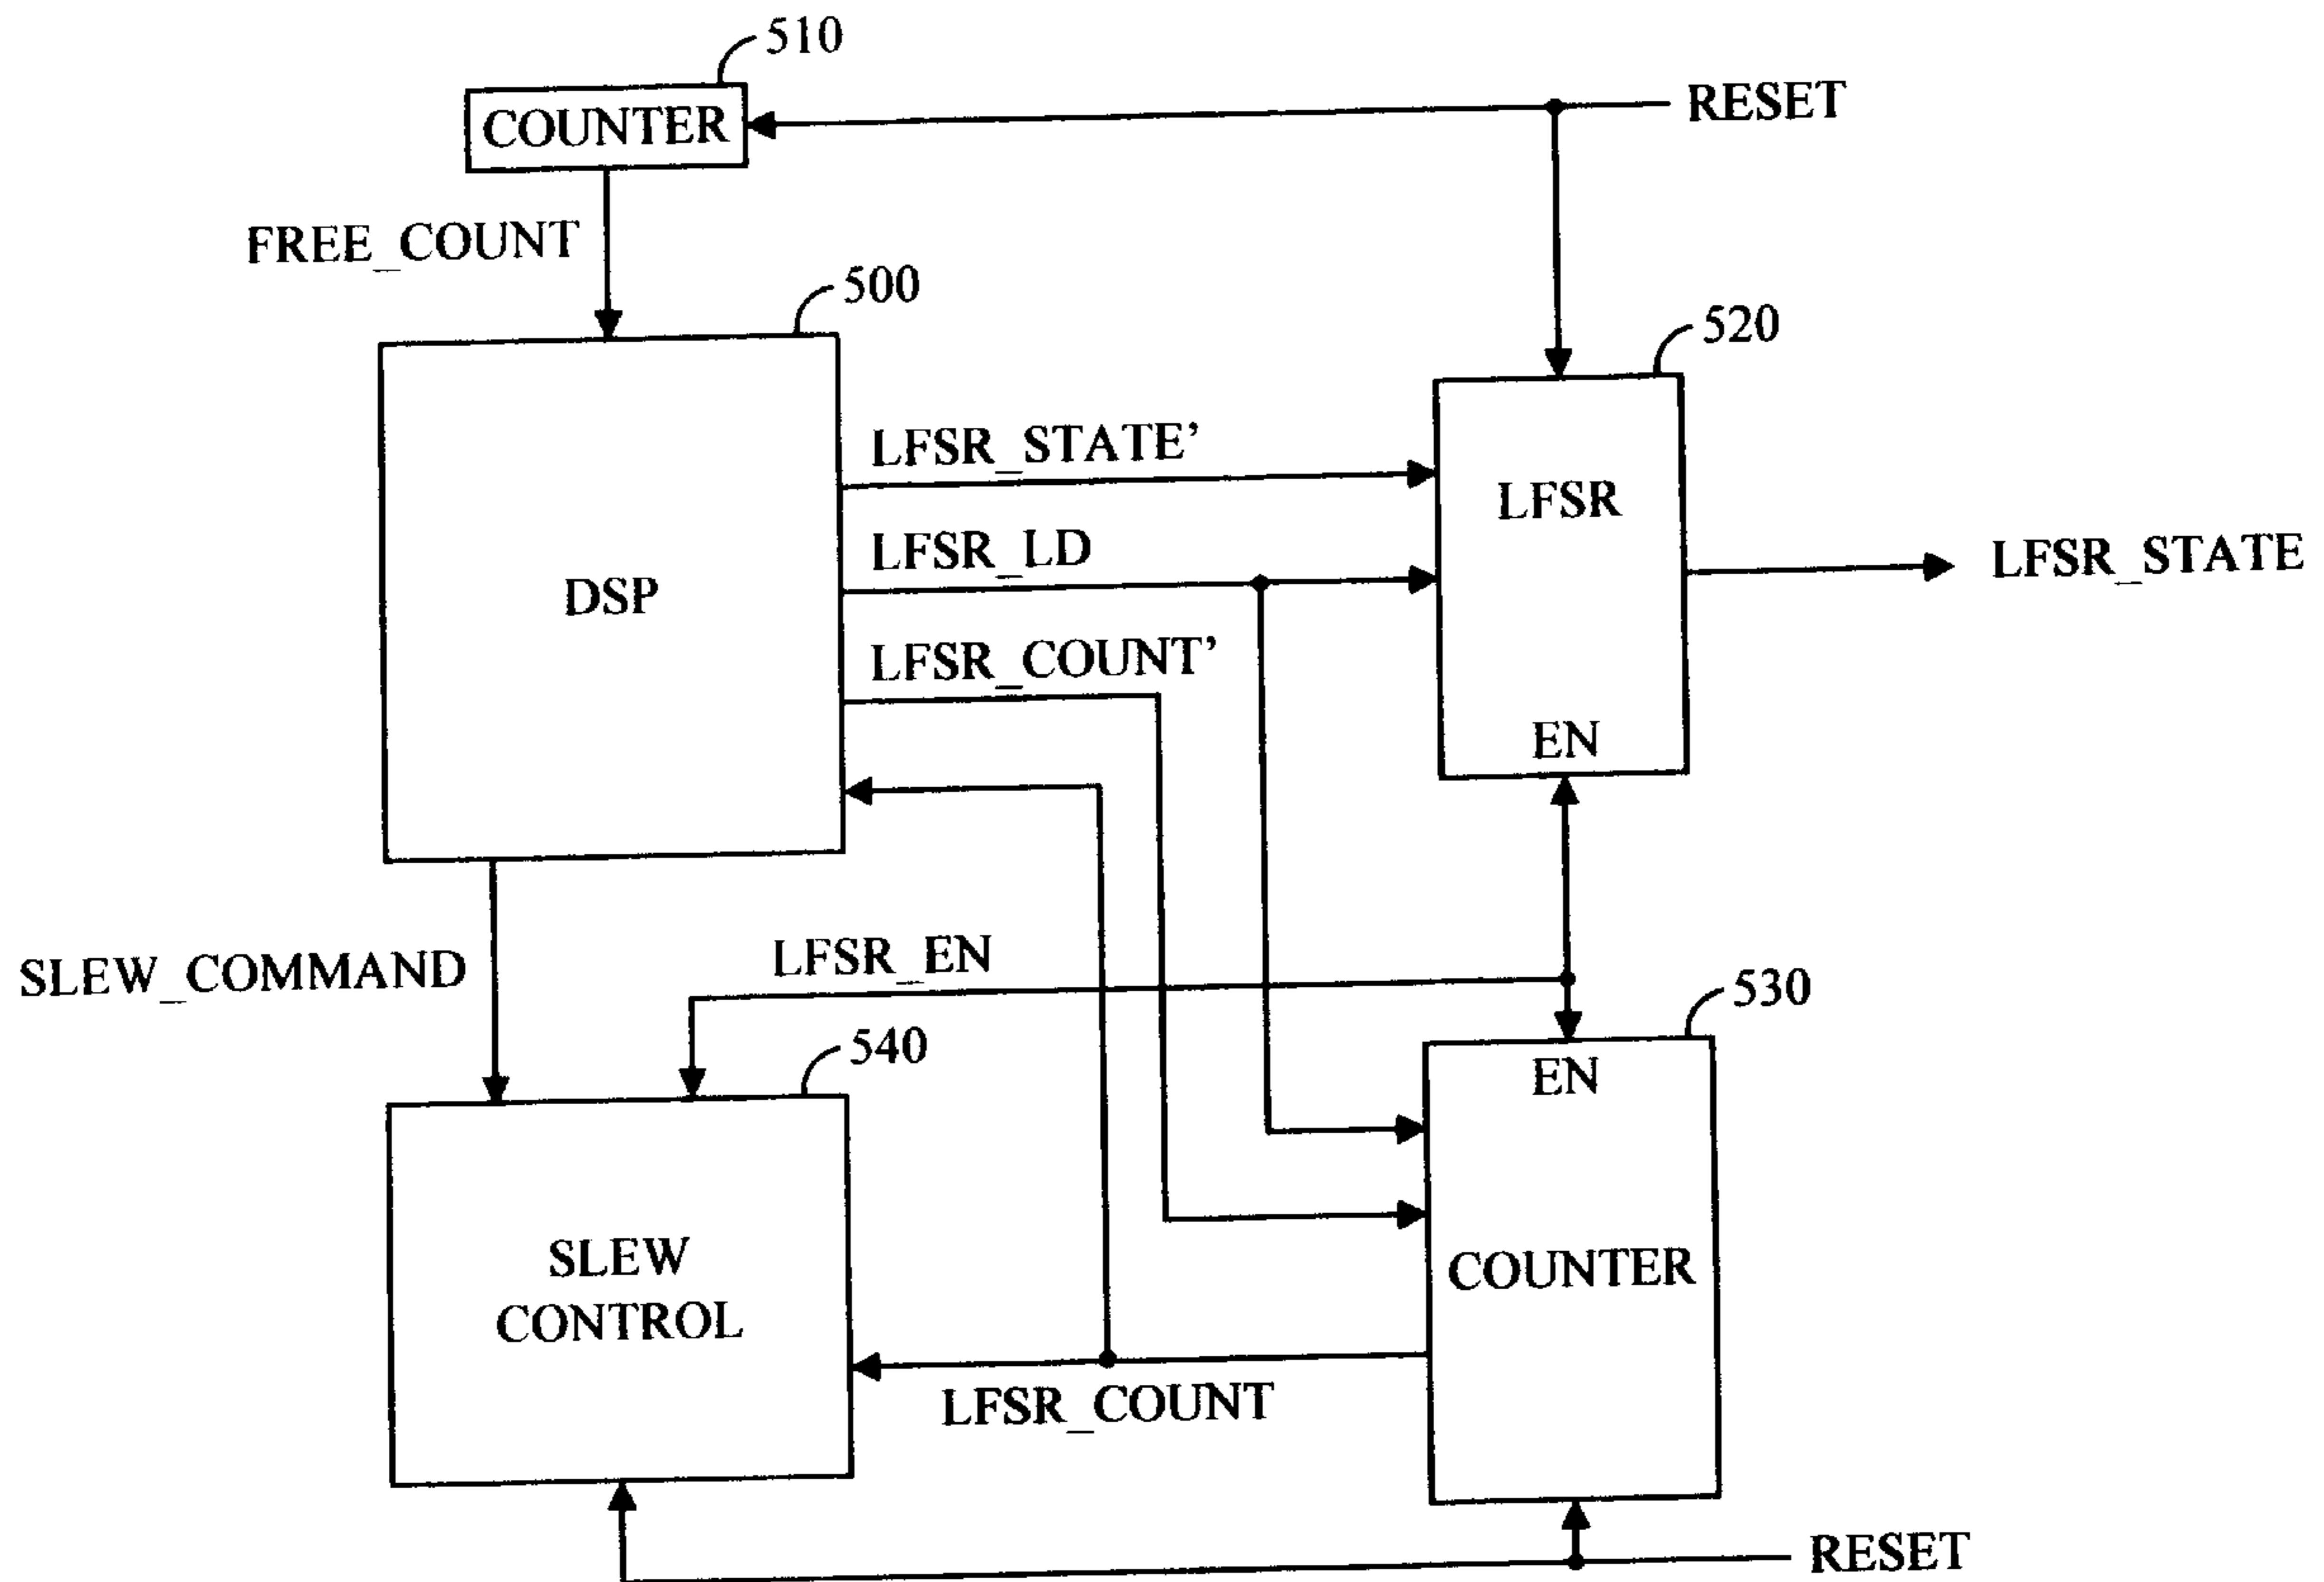 510
COUNTER
RESET
FREE_COUNT
500
520
LFSR_STATE’
LFSR
LFSR_LD
LFSR_STATE
DSP
LFSR_COUNT’
EN
LFSR_EN
SLEW_COMMAND
530
540
EN
SLEW
CONTROL
COUNTER
LFSR_COUNT
RESET